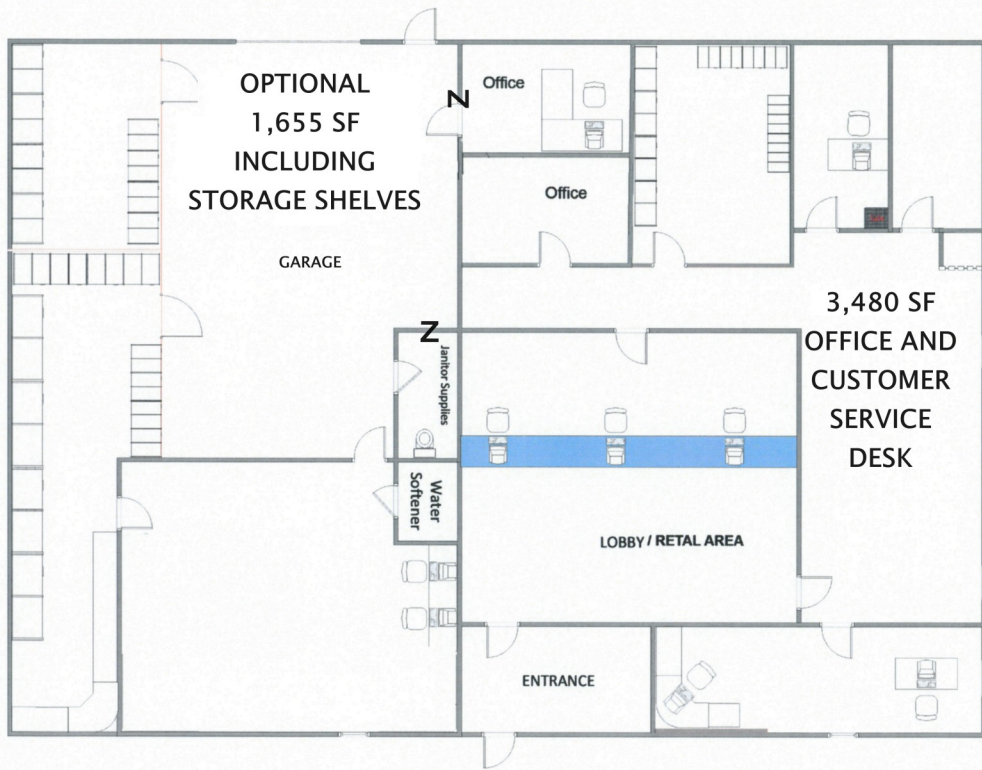 OPTIONAL
1,655 SF
INCLUDING
STORAGE SHELVES
GARAGE
Office
Z
Office
3,480 SF
OFFICE AND
CUSTOMER
SERVICE
DESK
Z
Janitor Supplies
Water
Softener
LOBBY / RETAL AREA
ENTRANCE